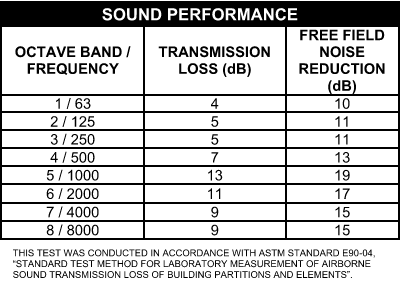 SOUND PERFORMANCE
OCTAVE BAND / FREQUENCY TRANSMISSION LOSS (dB) FREE FIELD NOISE REDUCTION (dB)
1 / 63 4 10
2 / 125 5 11
3 / 250 5 11
4 / 500 7 13
5 / 1000 13 19
6 / 2000 11 17
7 / 4000 9 15
8 / 8000 9 15
THIS TEST WAS CONDUCTED IN ACCORDANCE WITH ASTM STANDARD E90-04,
"STANDARD TEST METHOD FOR LABORATORY MEASUREMENT OF AIRBORNE
SOUND TRANSMISSION LOSS OF BUILDING PARTITIONS AND ELEMENTS".